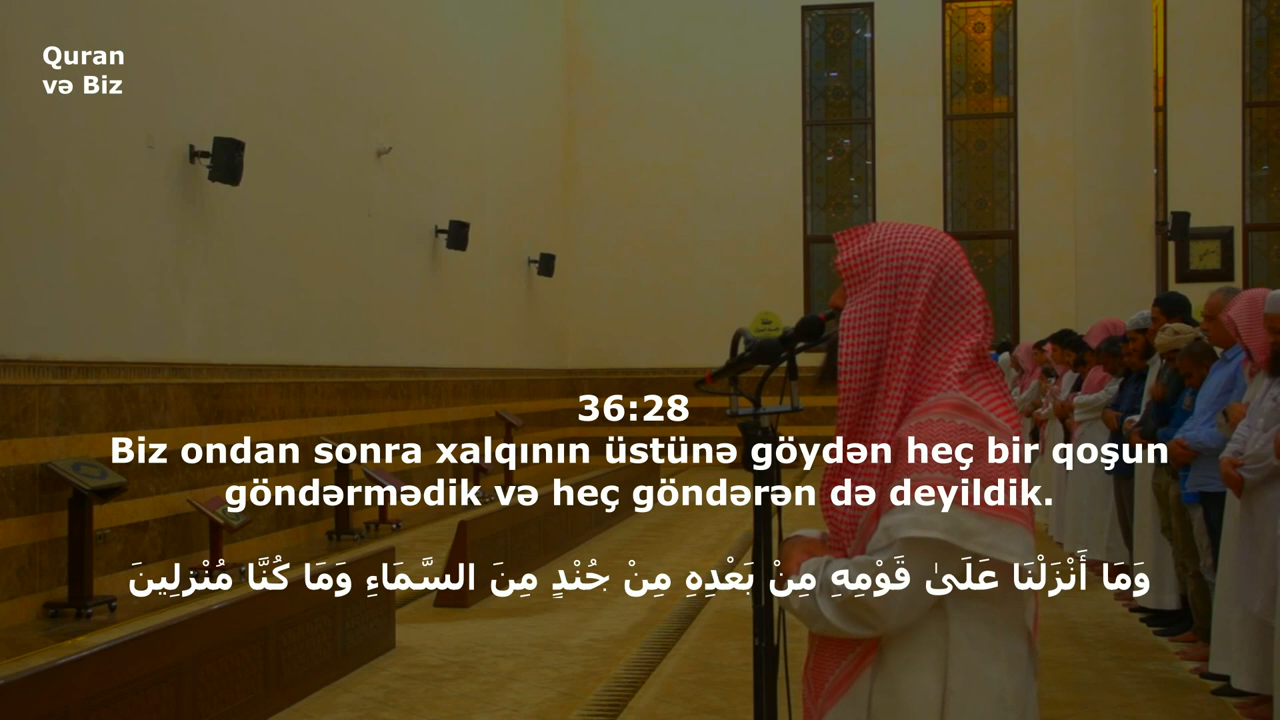 Quran
və Biz
36:28
Biz ondan sonra xalqının üstünə göydən heç bir qoşun
göndərmədik və heç göndərən də deyildik.
وَمَا أَنْزَلْنَا عَلَىٰ قَوْمِهِ مِنْ بَعْدِهِ مِنْ جُنْدٍ مِنَ السَّمَاءِ وَمَا كُنَّا مُنْزِلِينَ